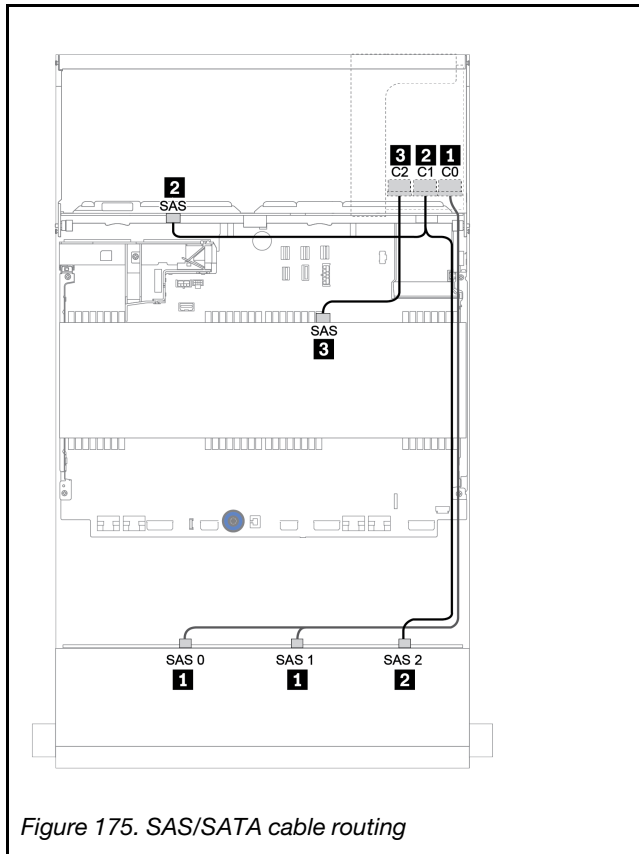 3 2 1
C2 C1 C0
2
SAS
SAS
3
SAS 0 SAS 1 SAS 2
1 1 2
Figure 175. SAS/SATA cable routing